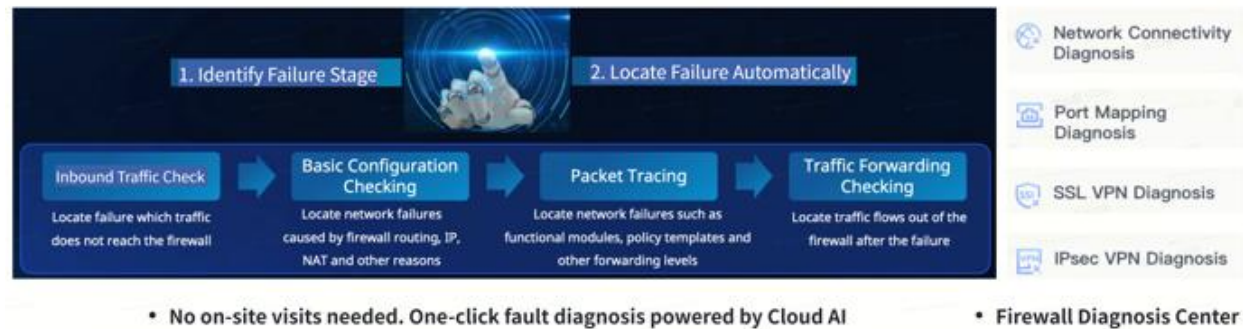 1. Identify Failure Stage
2. Locate Failure Automatically
Inbound Traffic Check
Locate failure which traffic
does not reach the firewall
Basic Configuration
Checking
Locate network failures
caused by firewall routing, IP,
NAT and other reasons
Packet Tracing
Locate network failures such as
functional modules, policy templates and
other forwarding levels
Traffic Forwarding
Checking
Locate traffic flows out of the
firewall after the failure
• No on-site visits needed. One-click fault diagnosis powered by Cloud AI
Network Connectivity
Diagnosis
Port Mapping
Diagnosis
SSL VPN Diagnosis
IPsec VPN Diagnosis
• Firewall Diagnosis Center